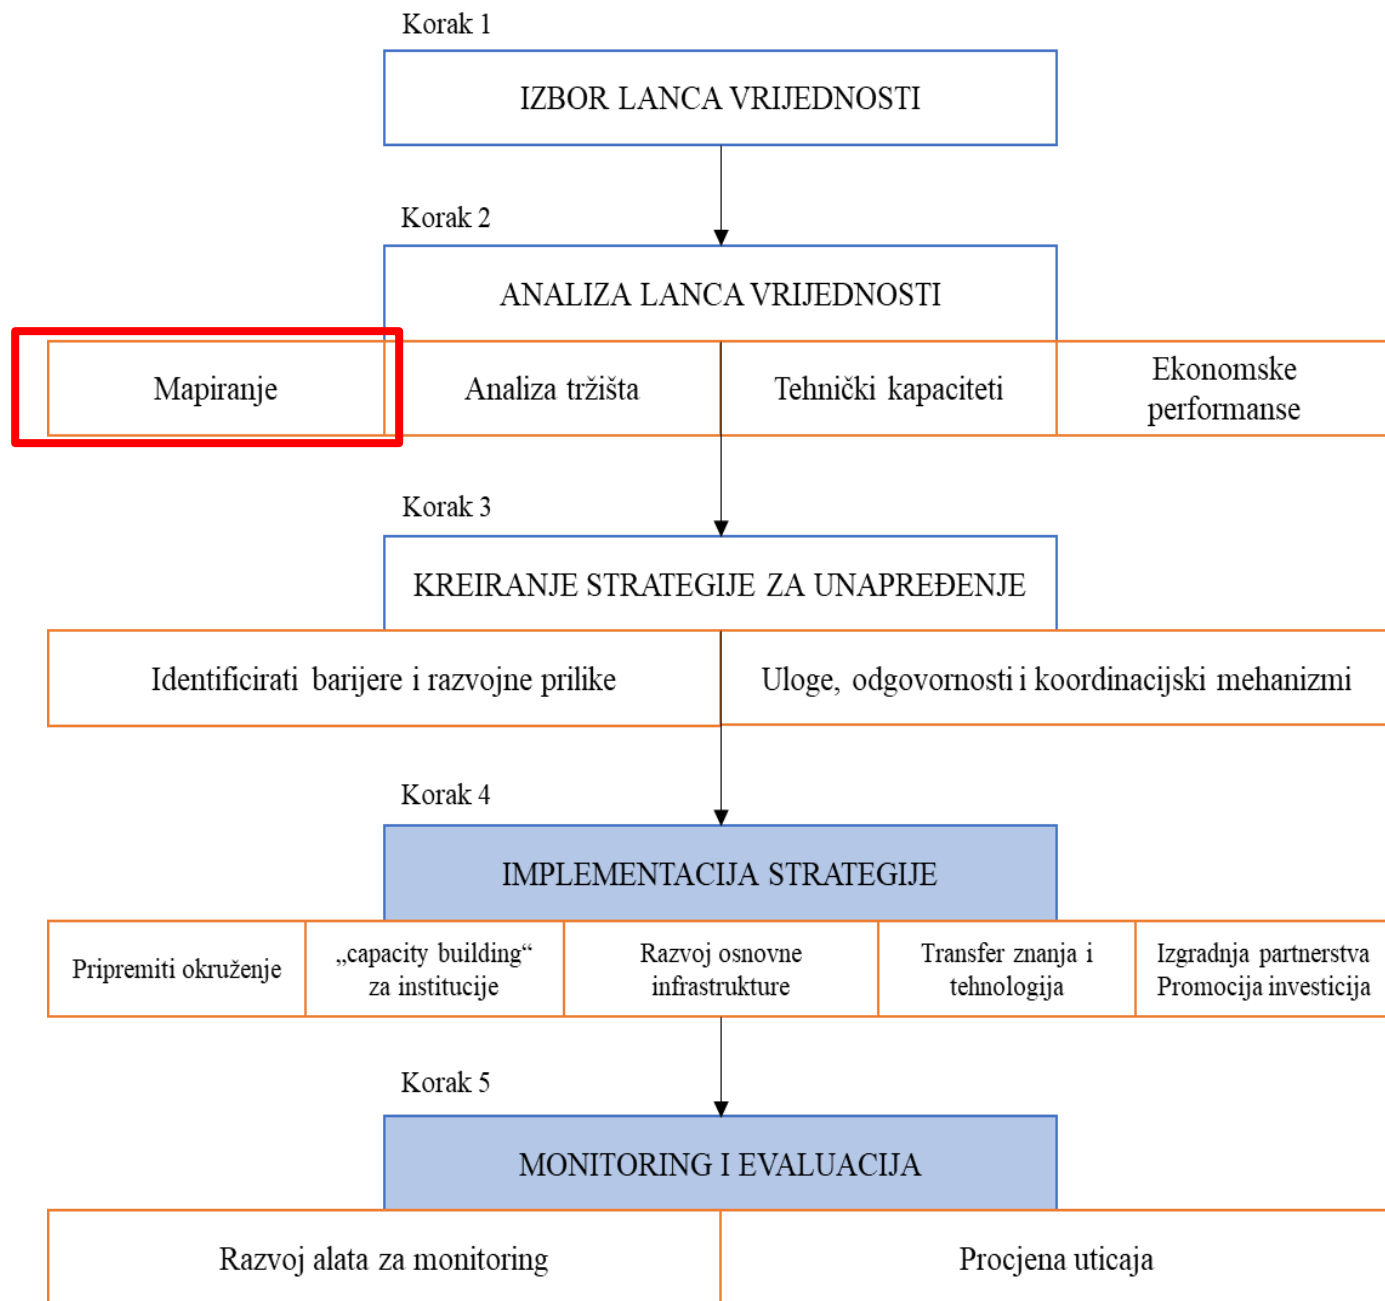 Korak 1
IZBOR LANCA VRIJEDNOSTI
Korak 2
ANALIZA LANCA VRIJEDNOSTI
Mapiranje
Analiza tržišta
Tehnički kapaciteti
Ekonomske
performanse
Korak 3
KREIRANJE STRATEGIJE ZA UNAPREĐENJE
Identificirati barijere i razvojne prilike
Uloge, odgovornosti i koordinacijski mehanizmi
Korak 4
IMPLEMENTACIJA STRATEGIJE
Pripremiti okruženje
„capacity building“
za institucije
Razvoj osnovne
infrastrukture
Transfer znanja i
tehnologija
Izgradnja partnerstva
Promocija investicija
Korak 5
MONITORING I EVALUACIJA
Razvoj alata za monitoring
Procjena uticaja